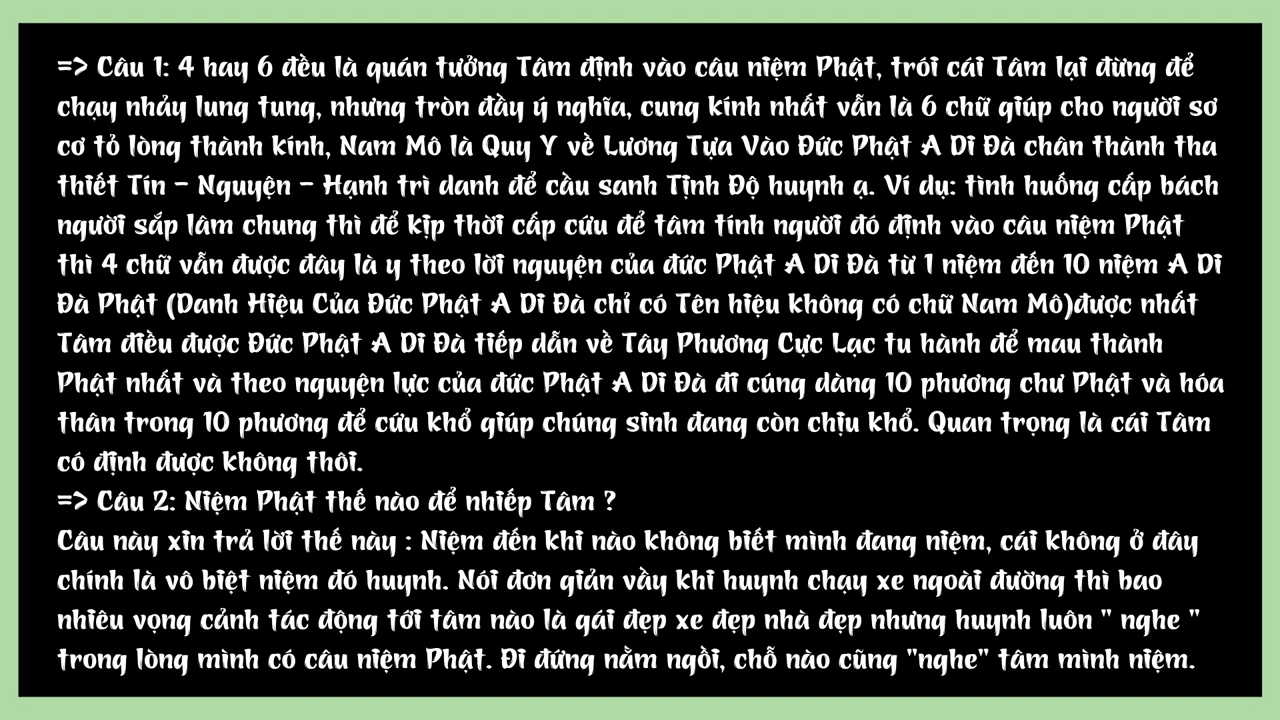 => Câu 1: 4 hay 6 đều là quán tưởng Tâm định vào câu niệm Phật, trói cái Tâm lại đừng để
chạy nhảy lung tung, nhưng tròn đầy ý nghĩa, cung kính nhất vẫn là 6 chữ giúp cho người sơ
cơ tỏ lòng thành kính, Nam Mô là Quy Y về Lương Tựa Vào Đức Phật A Di Đà chân thành tha
thiết Tín - Nguyện - Hạnh trì danh để cầu sanh Tịnh Độ huynh ạ. Ví dụ: tình huống cấp bách
người sắp lâm chung thì để kịp thời cấp cứu để tâm tính người đó định vào câu niệm Phật
thì 4 chữ vẫn được đây là y theo lời nguyện của đức Phật A Di Đà từ 1 niệm đến 10 niệm A Di
Đà Phật (Danh Hiệu Của Đức Phật A Di Đà chỉ có Tên hiệu không có chữ Nam Mô)được nhất
Tâm điều được Đức Phật A Di Đà tiếp dẫn về Tây Phương Cực Lạc tu hành để mau thành
Phật nhất và theo nguyện lực của đức Phật A Di Đà đi cúng dàng 10 phương chư Phật và hóa
thân trong 10 phương để cứu khổ giúp chúng sinh đang còn chịu khổ. Quan trọng là cái Tâm
có định được không thôi.
=> Câu 2: Niệm Phật thế nào để nhiếp Tâm ?
Câu này xin trả lời thế này : Niệm đến khi nào không biết mình đang niệm, cái không ở đây
chính là vô biệt niệm đó huynh. Nói đơn giản vầy khi huynh chạy xe ngoài đường thì bao
nhiêu vọng cảnh tác động tới tâm nào là gái đẹp xe đẹp nhà đẹp nhưng huynh luôn " nghe "
trong lòng mình có câu niệm Phật. Đi đứng nằm ngồi, chỗ nào cũng "nghe" tâm mình niệm.